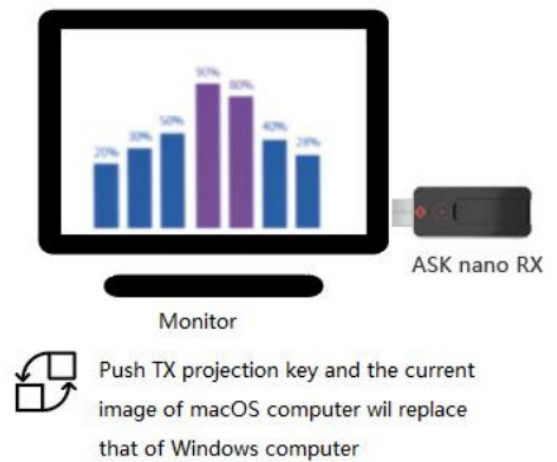 90%
80%
50%
40%
30%
28%
20%
ASK nano RX
Monitor
Push TX projection key and the current
image of macOS computer wil replace
that of Windows computer